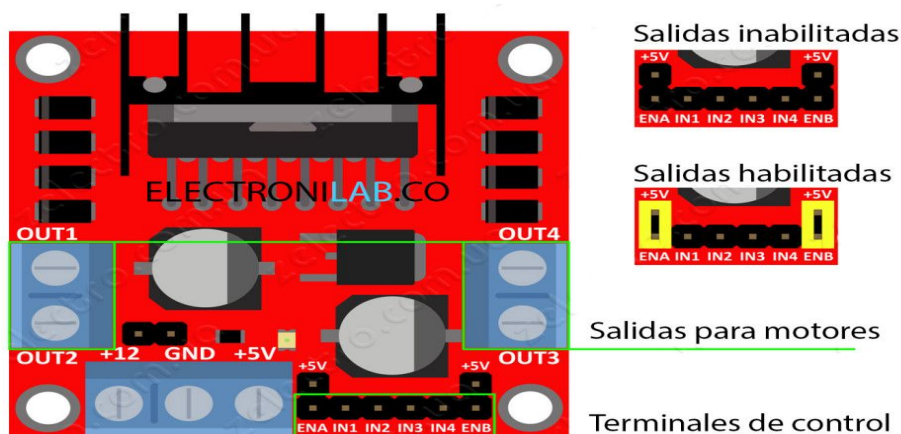 Salidas inabilitadas
+5V +5V
ENA IN1 IN2 IN3 IN4 ENB
Salidas habilitadas
+5V +5V
ENA IN1 IN2 IN3 IN4 ENB
ELECTRONILAB.CO
OUT1 OUT4
Salidas para motores
OUT2 +12 GND +5V OUT3
+5V +5V
ENA IN1 IN2 IN3 IN4 ENB
Terminales de control